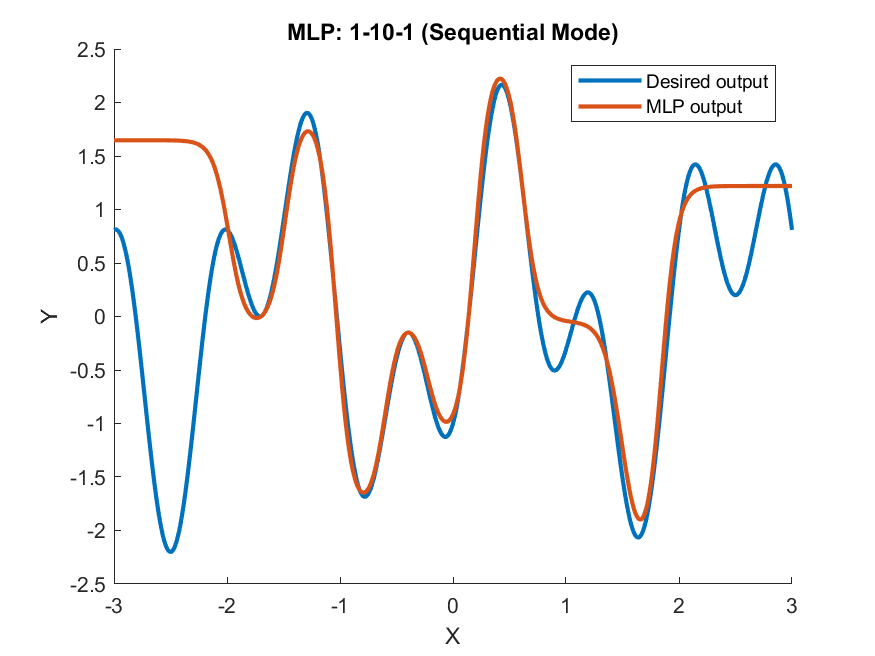 MLP: 1-10-1 (Sequential Mode)
Desired output
MLP output
2.5
2
1.5
1
0.5
0
-0.5
-1
-1.5
-2
-2.5
Y
-3 -2 -1 0 1 2 3
X